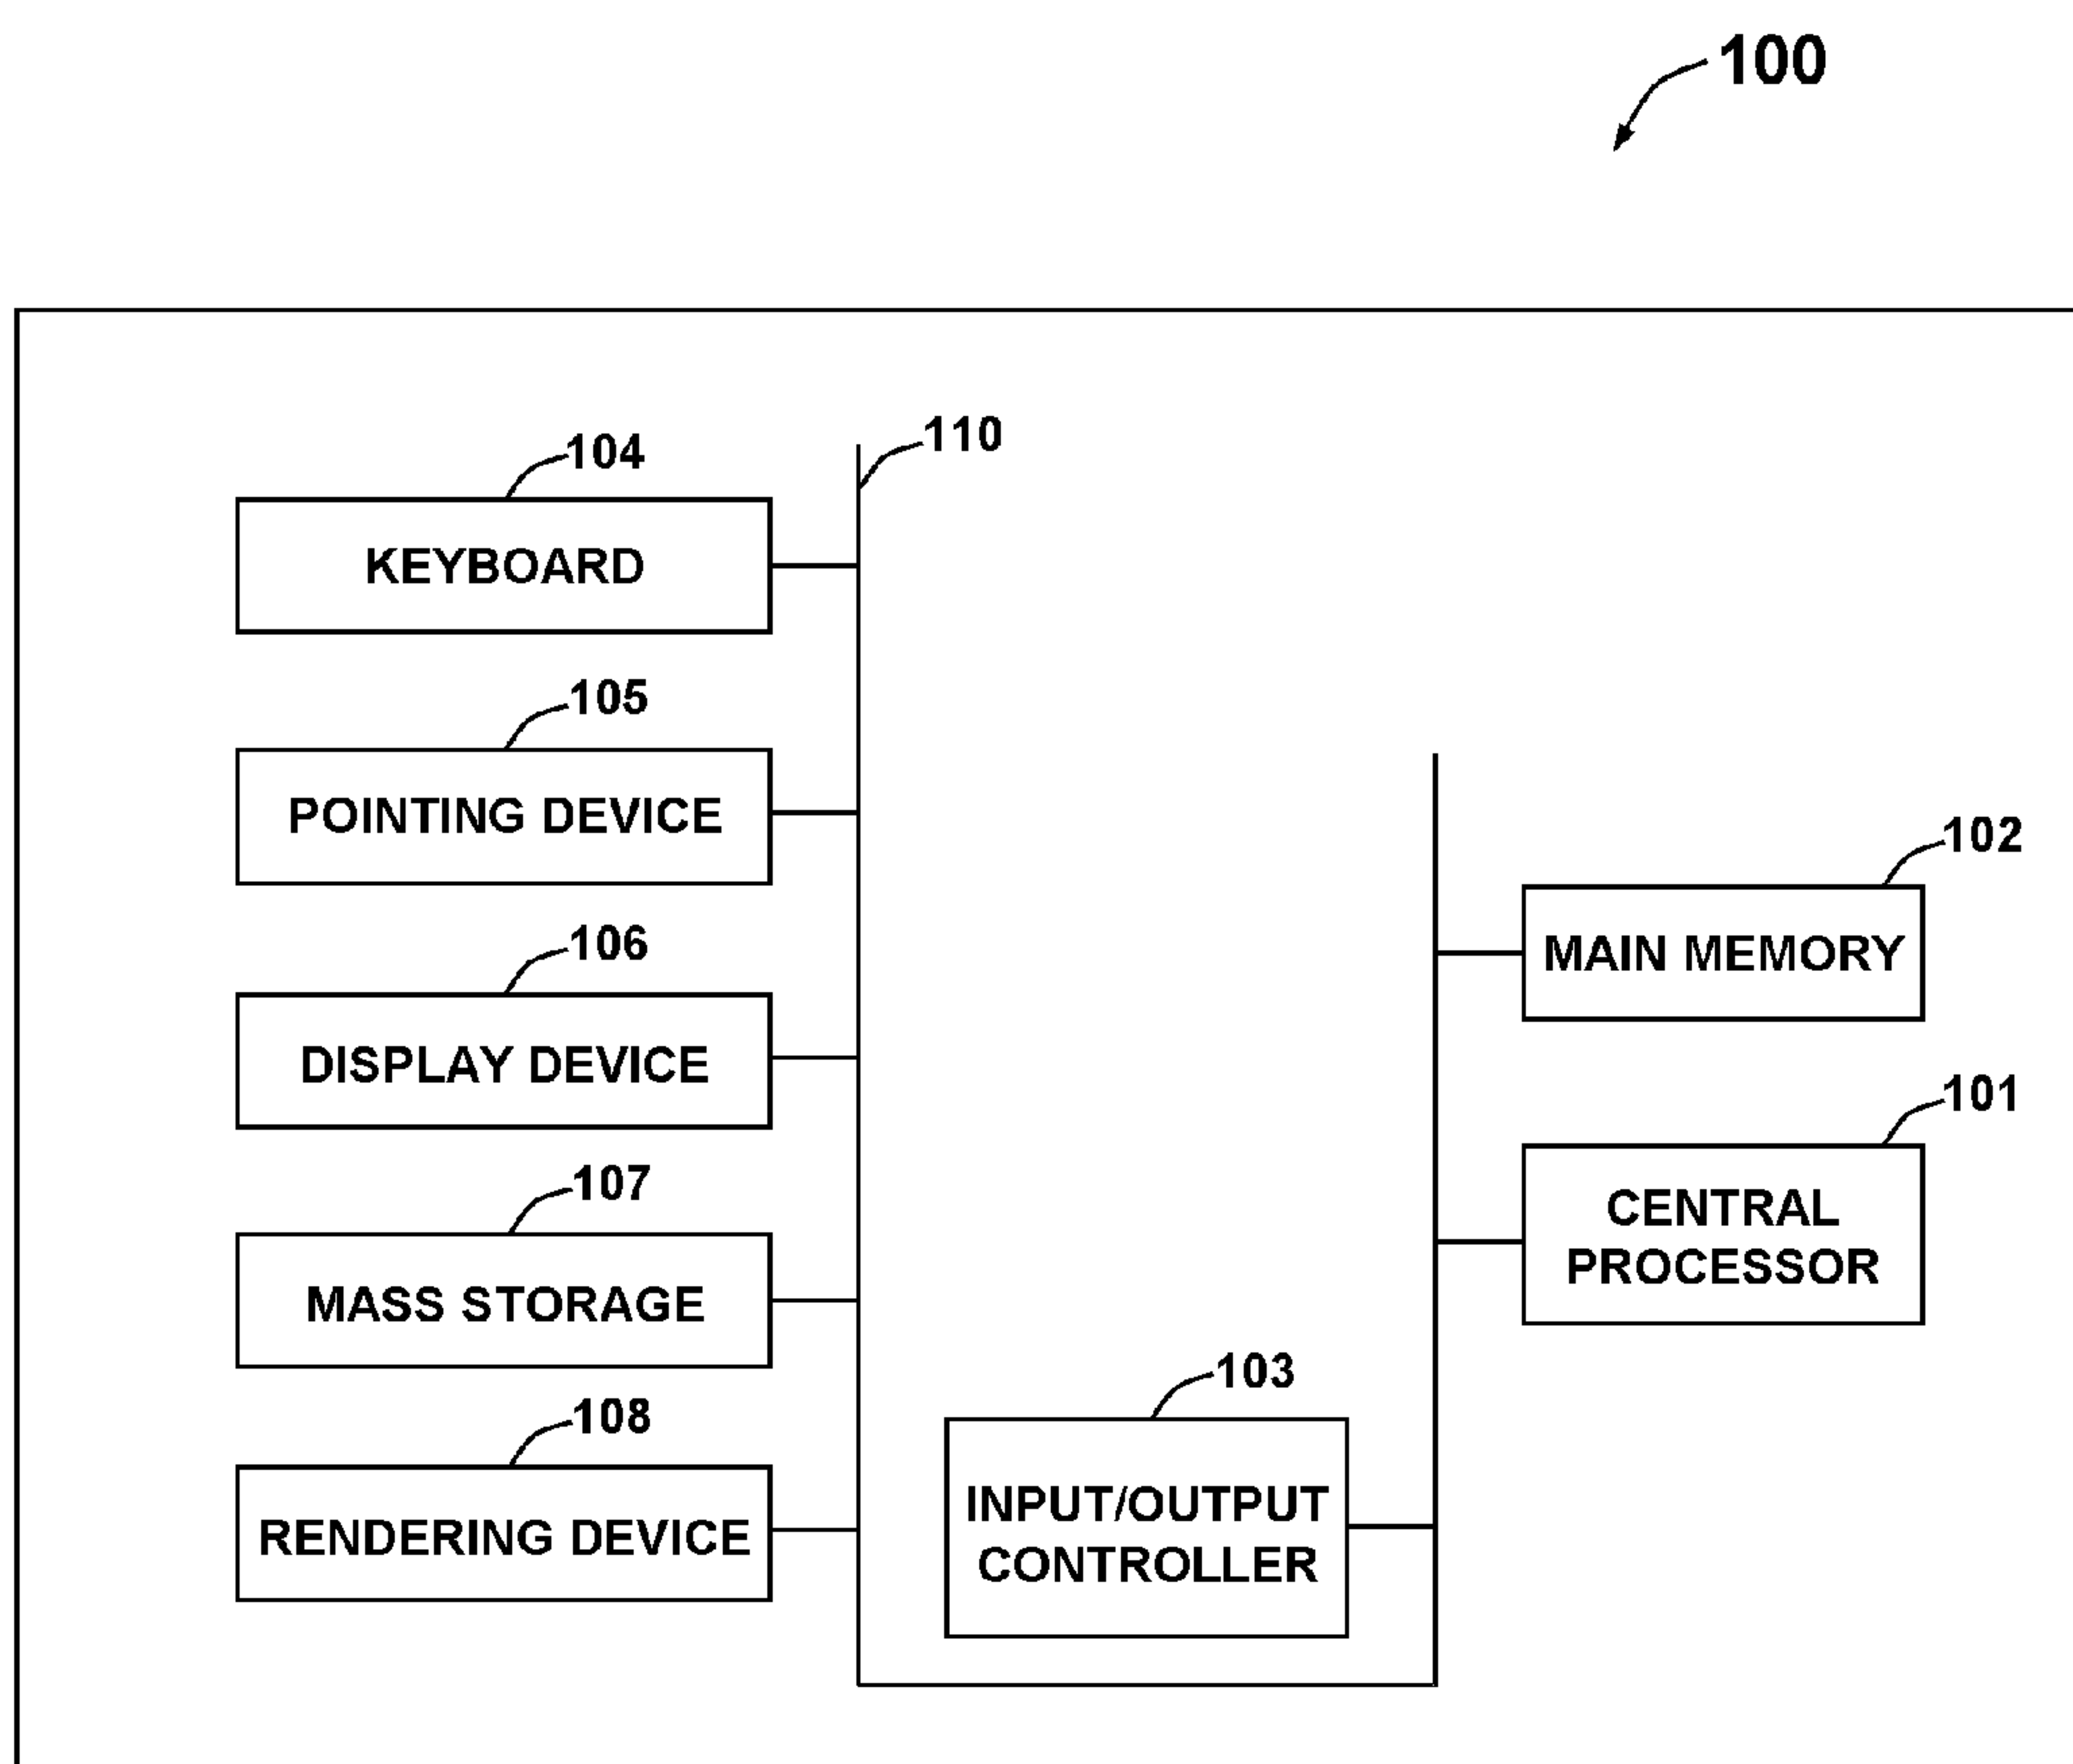 100
110
104
KEYBOARD
105
POINTING DEVICE
106
DISPLAY DEVICE
107
MASS STORAGE
108
RENDERING DEVICE
102
MAIN MEMORY
101
CENTRAL
PROCESSOR
103
INPUT/OUTPUT
CONTROLLER